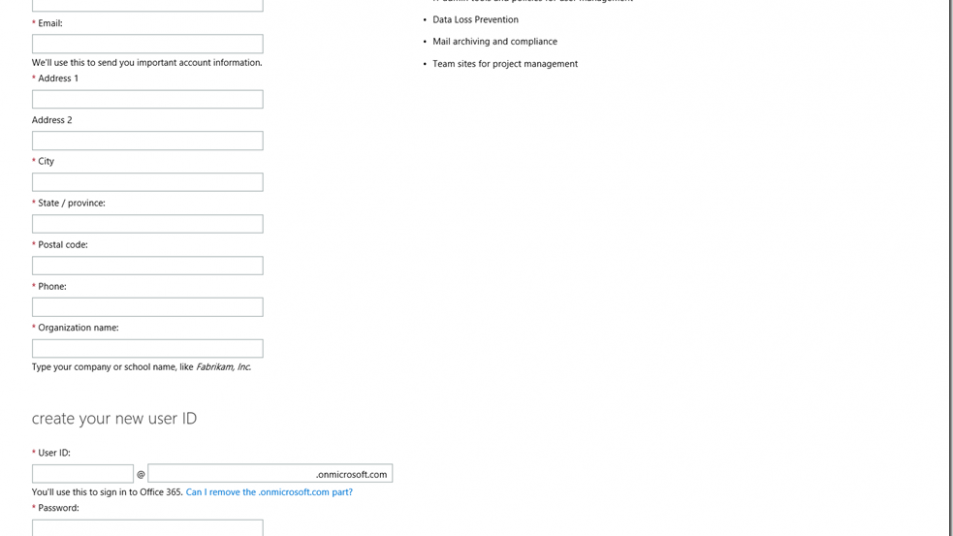 * Email:
We'll use this to send you important account information.
* Address 1
Address 2
* City
* State / province:
* Postal code:
* Phone:
* Organization name:
Type your company or school name, like Fabrikam, Inc.
create your new user ID
* User ID:
@ .onmicrosoft.com
You'll use this to sign in to Office 365. Can I remove the .onmicrosoft.com part?
* Password:
• Data Loss Prevention
• Mail archiving and compliance
• Team sites for project management